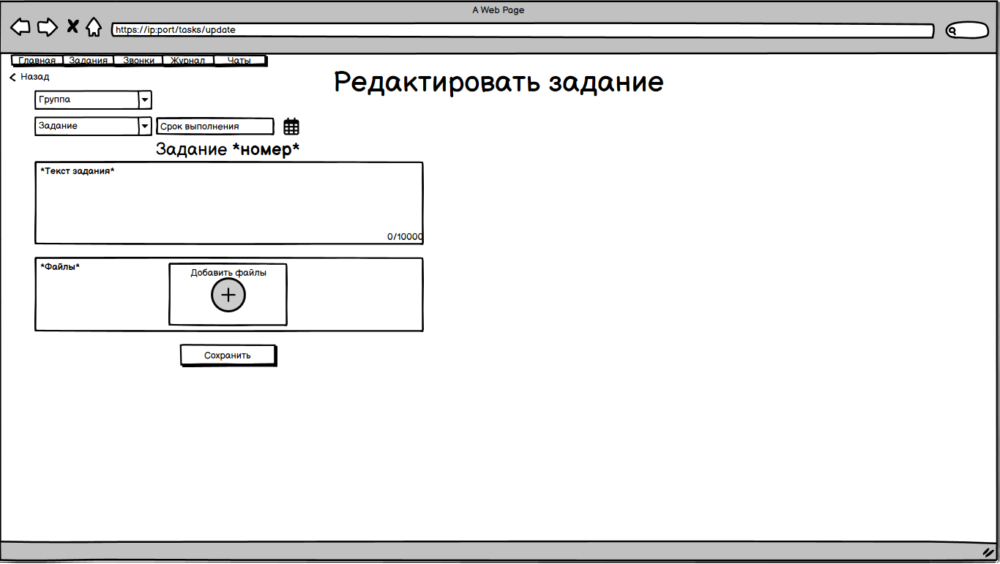 A Web Page
https://ip:port/tasks/update
Главная Задания Звонки Журнал Чаты
Назад
Редактировать задание
Группа
Задание Срок выполнения
Задание *номер*
*Текст задания*
0/10000
*Файлы*
Добавить файлы
Сохранить